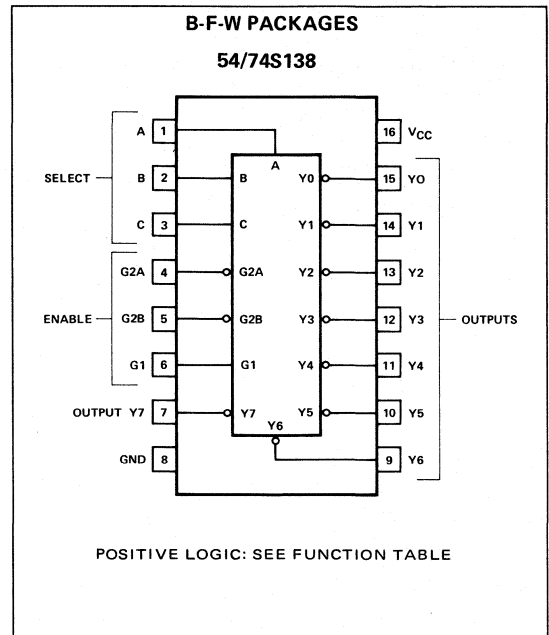 B-F-W PACKAGES
54/74S138
SELECT
ENABLE
A 1
B 2
C 3
G2A 4
G2B 5
G1 6
OUTPUT Y7 7
GND 8
A
B
C
G2A
G2B
G1
Y7
Y6
Y0
Y1
Y2
Y3
Y4
Y5
16 VCC
15 YO
14 Y1
13 Y2
12 Y3
11 Y4
10 Y5
9 Y6
OUTPUTS
POSITIVE LOGIC: SEE FUNCTION TABLE